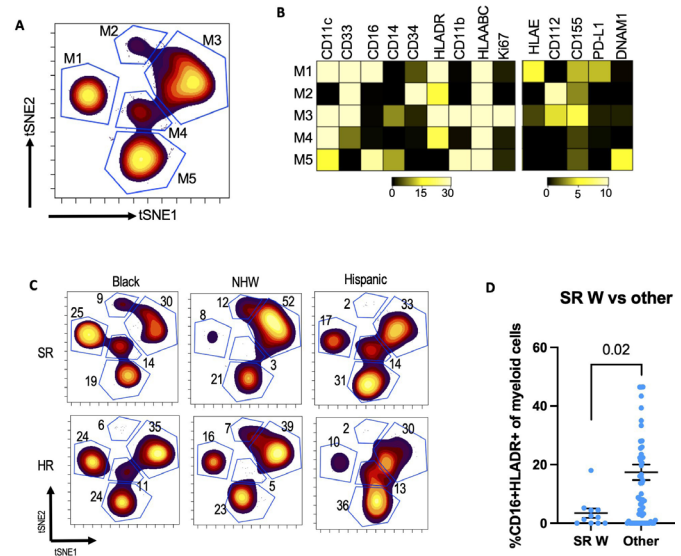 A
M2
M3
M1
M4
M5
tSNE2
tSNE1
B
CD11c
CD33
CD16
CD14
CD34
HLADR
CD11b
HLAABC
Ki67
HLAE
CD112
CD155
PD-L1
DNAM1
M1
M2
M3
M4
M5
0 15 30
0 10
C
Black NHW Hispanic
SR
9 30 25 14 19
12 52 8 3 21
2 33 17 14 31
HR
6 35 24 11 24
7 39 16 5 23
2 30 10 13 36
tSNE2
tSNE1
D
SR W vs other
0.02
%CD16+HLADR+ of myeloid cells
60
40
20
0
SR W Other